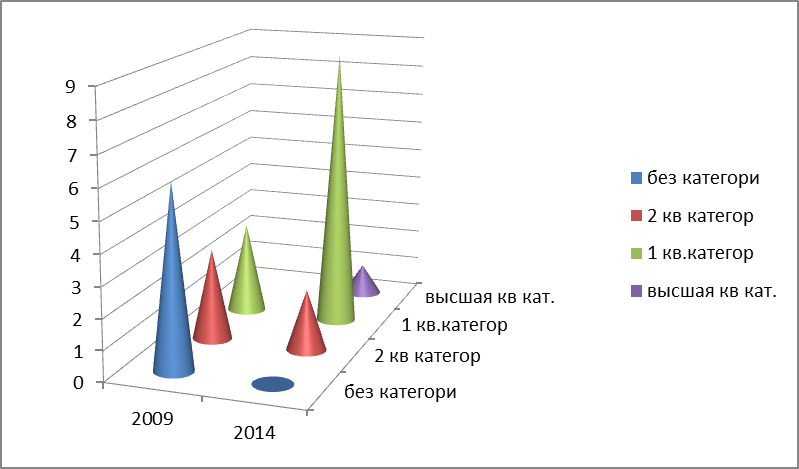 9
8
7
6
5
4
3
2
1
0
2009
2014
высшая кв кат.
1 кв.категор
2 кв категор
без категори
без категори
2 кв категор
1 кв.категор
высшая кв кат.